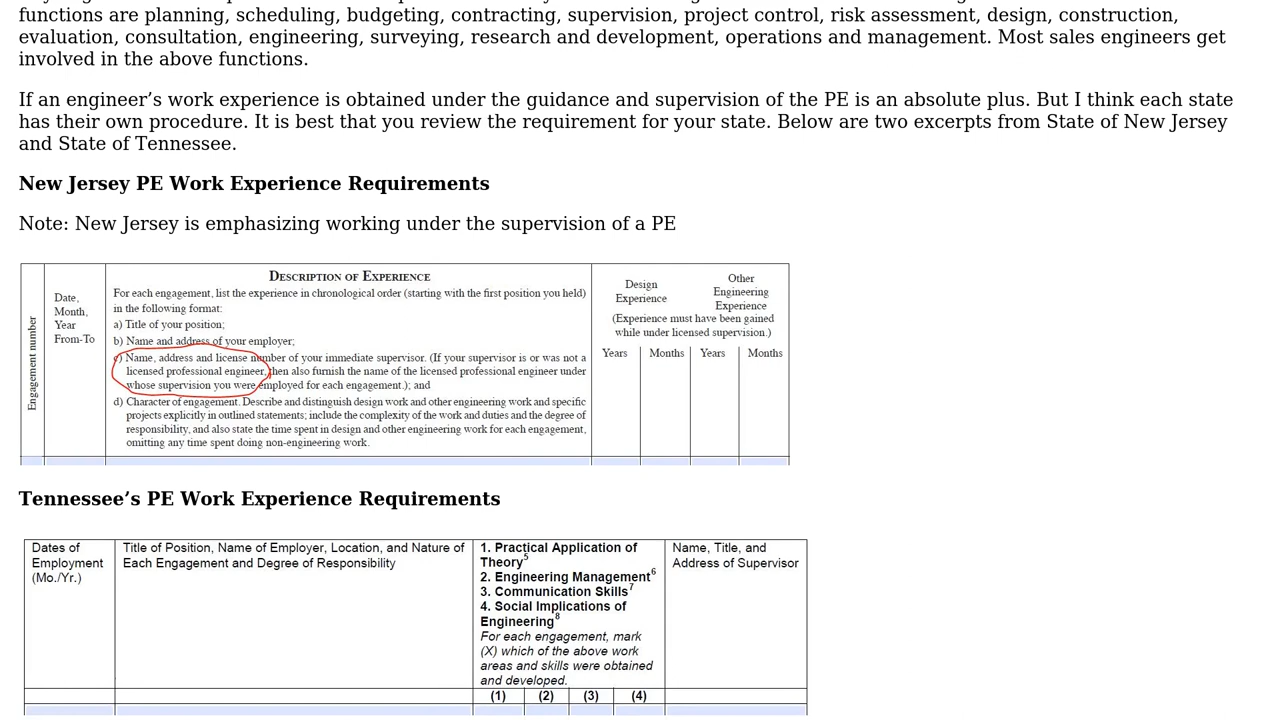 functions are planning, scheduling, budgeting, contracting, supervision, project control, risk assessment, design, construction,
evaluation, consultation, engineering, surveying, research and development, operations and management. Most sales engineers get
involved in the above functions.
If an engineer’s work experience is obtained under the guidance and supervision of the PE is an absolute plus. But I think each state
has their own procedure. It is best that you review the requirement for your state. Below are two excerpts from State of New Jersey
and State of Tennessee.
New Jersey PE Work Experience Requirements
Note: New Jersey is emphasizing working under the supervision of a PE
Engagement number
Date,
Month,
Year
From-To
DESCRIPTION OF EXPERIENCE
For each engagement, list the experience in chronological order (starting with the first position you held)
in the following format:
a) Title of your position;
b) Name and address of your employer;
c) Name, address and license number of your immediate supervisor. (If your supervisor is or was not a
licensed professional engineer, then also furnish the name of the licensed professional engineer under
whose supervision you were employed for each engagement.); and
d) Character of engagement. Describe and distinguish design work and other engineering work and specific
projects explicitly in outlined statements; include the complexity of the work and duties and the degree of
responsibility, and also state the time spent in design and other engineering work for each engagement,
omitting any time spent doing non-engineering work.
Design
Experience
Other
Engineering
Experience
(Experience must have been gained
while under licensed supervision.)
Years Months Years Months
Tennessee’s PE Work Experience Requirements
Dates of
Employment
(Mo./Yr.)
Title of Position, Name of Employer, Location, and Nature of
Each Engagement and Degree of Responsibility
1. Practical Application of
Theory5
2. Engineering Management6
3. Communication Skills7
4. Social Implications of
Engineering8
For each engagement, mark
(X) which of the above work
areas and skills were obtained
and developed.
(1) (2) (3) (4)
Name, Title, and
Address of Supervisor